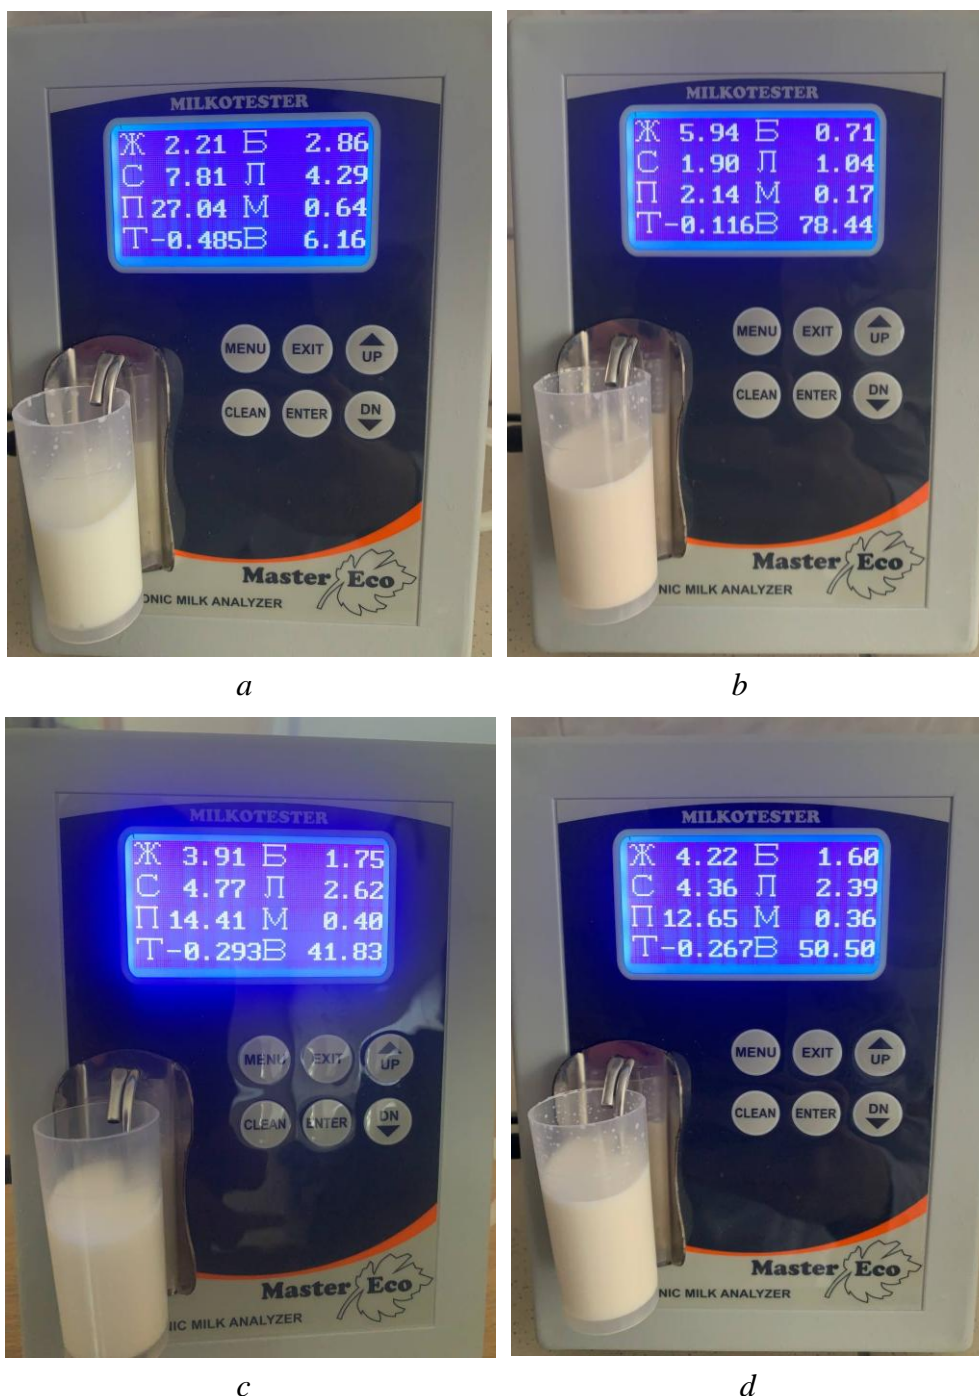 MILKOTESTER
Ж 2.21 Б 2.86
С 7.81 Л 4.29
П 27.04 М 0.64
Т -0.485 В 6.16
MENU EXIT UP
CLEAN ENTER DN
Master Eco
ONIC MILK ANALYZER
a
MILKOTESTER
Ж 5.94 Б 0.71
С 1.90 Л 1.04
П 2.14 М 0.17
Т -0.116 В 78.44
MENU EXIT UP
CLEAN ENTER DN
Master Eco
NIC MILK ANALYZER
b
MILKOTESTER
Ж 3.91 Б 1.75
С 4.77 Л 2.62
П 14.41 М 0.40
Т -0.293 В 41.83
MENU EXIT UP
CLEAN ENTER DN
Master Eco
NIC MILK ANALYZER
c
MILKOTESTER
Ж 4.22 Б 1.60
С 4.36 Л 2.39
П 12.65 М 0.36
Т -0.267 В 50.50
MENU EXIT UP
CLEAN ENTER DN
Master Eco
NIC MILK ANALYZER
d